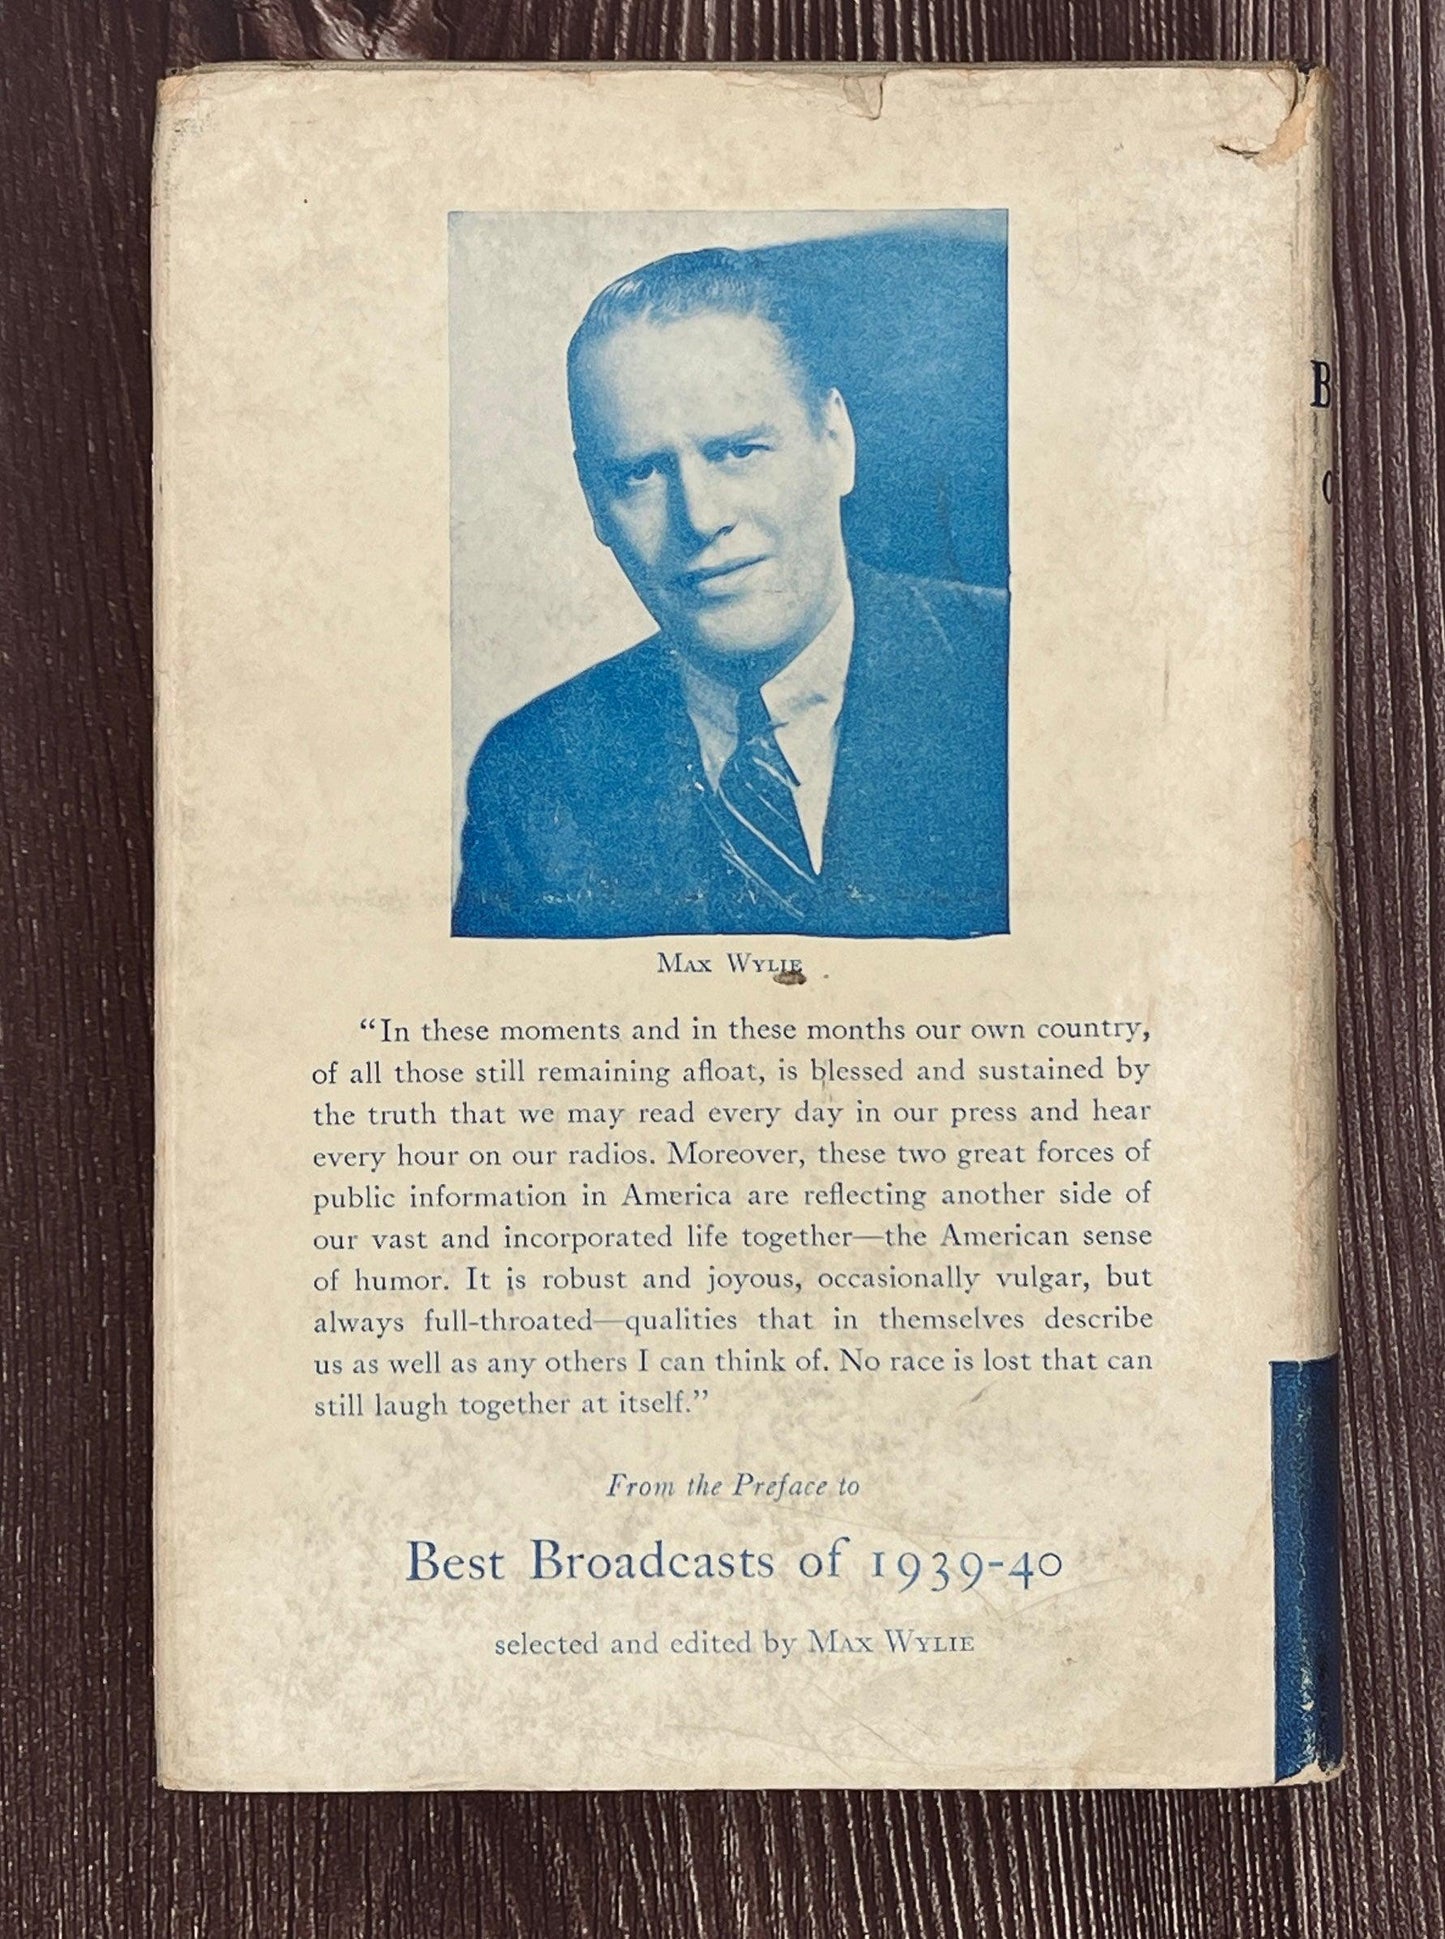 Max Wylie
“In these moments and in these months our own country,
of all those still remaining afloat, is blessed and sustained by
the truth that we may read every day in our press and hear
every hour on our radios. Moreover, these two great forces of
public information in America are reflecting another side of
our vast and incorporated life together—the American sense
of humor. It is robust and joyous, occasionally vulgar, but
always full-throated—qualities that in themselves describe
us as well as any others I can think of. No race is lost that can
still laugh together at itself.”
From the Preface to
Best Broadcasts of 1939-40
selected and edited by Max Wylie
B